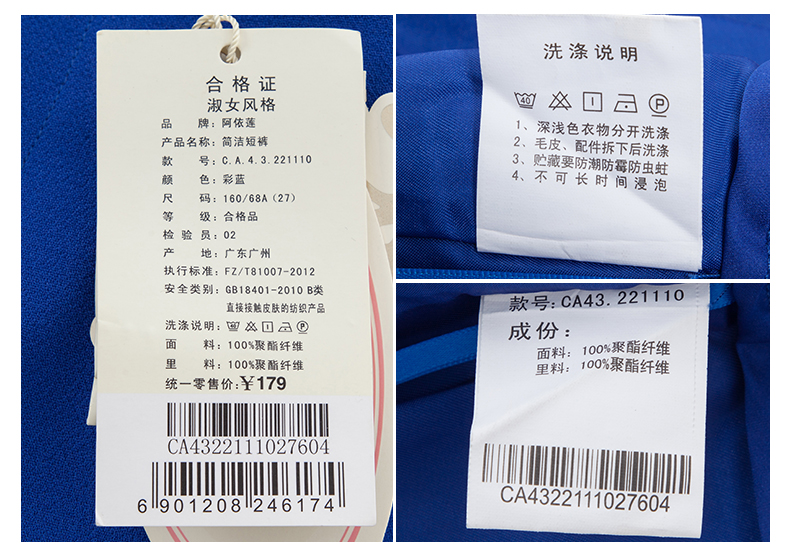 合格证
淑女风格
品 牌：阿依莲
产品名称：简洁短裤
款 号：C.A.4.3.221110
颜 色：彩蓝
尺 码：160/68A（27）
等 级：合格品
检 验 员：02
产 地：广东广州
执行标准：FZ/T81007-2012
安全类别：GB18401-2010 B类
直接接触皮肤的纺织产品
洗涤说明：
面 料：100%聚酯纤维
里 料：100%聚酯纤维
统一零售价：¥179
CA4322111027604
6 901208 246174
洗涤说明
40
1、深浅色衣物分开洗涤
2、毛皮、配件拆下后洗涤
3、贮藏要防潮防霉防虫蛀
4、不可长时间浸泡
款号：CA43.221110
成份：
面料：100%聚酯纤维
里料：100%聚酯纤维
CA4322111027604